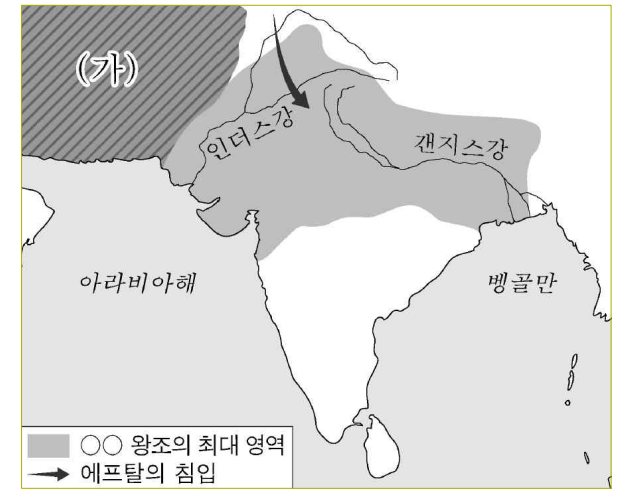 (가)
인더스강
갠지스강
아라비아해
벵골만
○○ 왕조의 최대 영역
에프탈의 침입